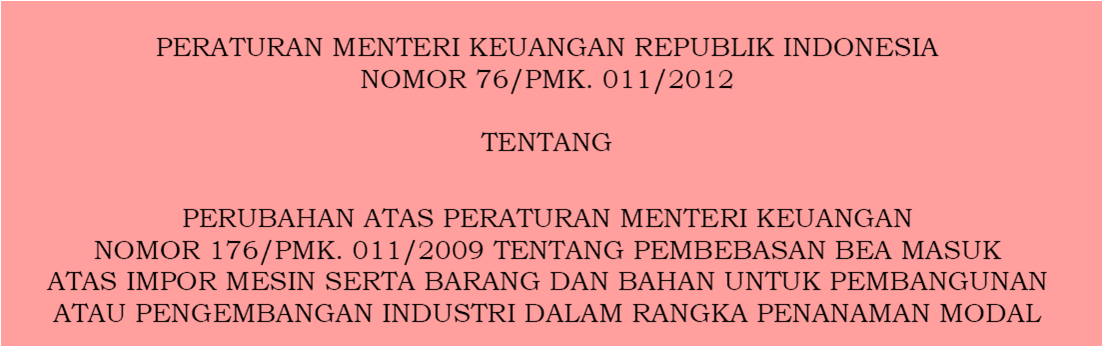 PERATURAN MENTERI KEUANGAN REPUBLIK INDONESIA
NOMOR 76/PMK. 011/2012
TENTANG
PERUBAHAN ATAS PERATURAN MENTERI KEUANGAN
NOMOR 176/PMK. 011/2009 TENTANG PEMBEBASAN BEA MASUK
ATAS IMPOR MESIN SERTA BARANG DAN BAHAN UNTUK PEMBANGUNAN
ATAU PENGEMBANGAN INDUSTRI DALAM RANGKA PENANAMAN MODAL